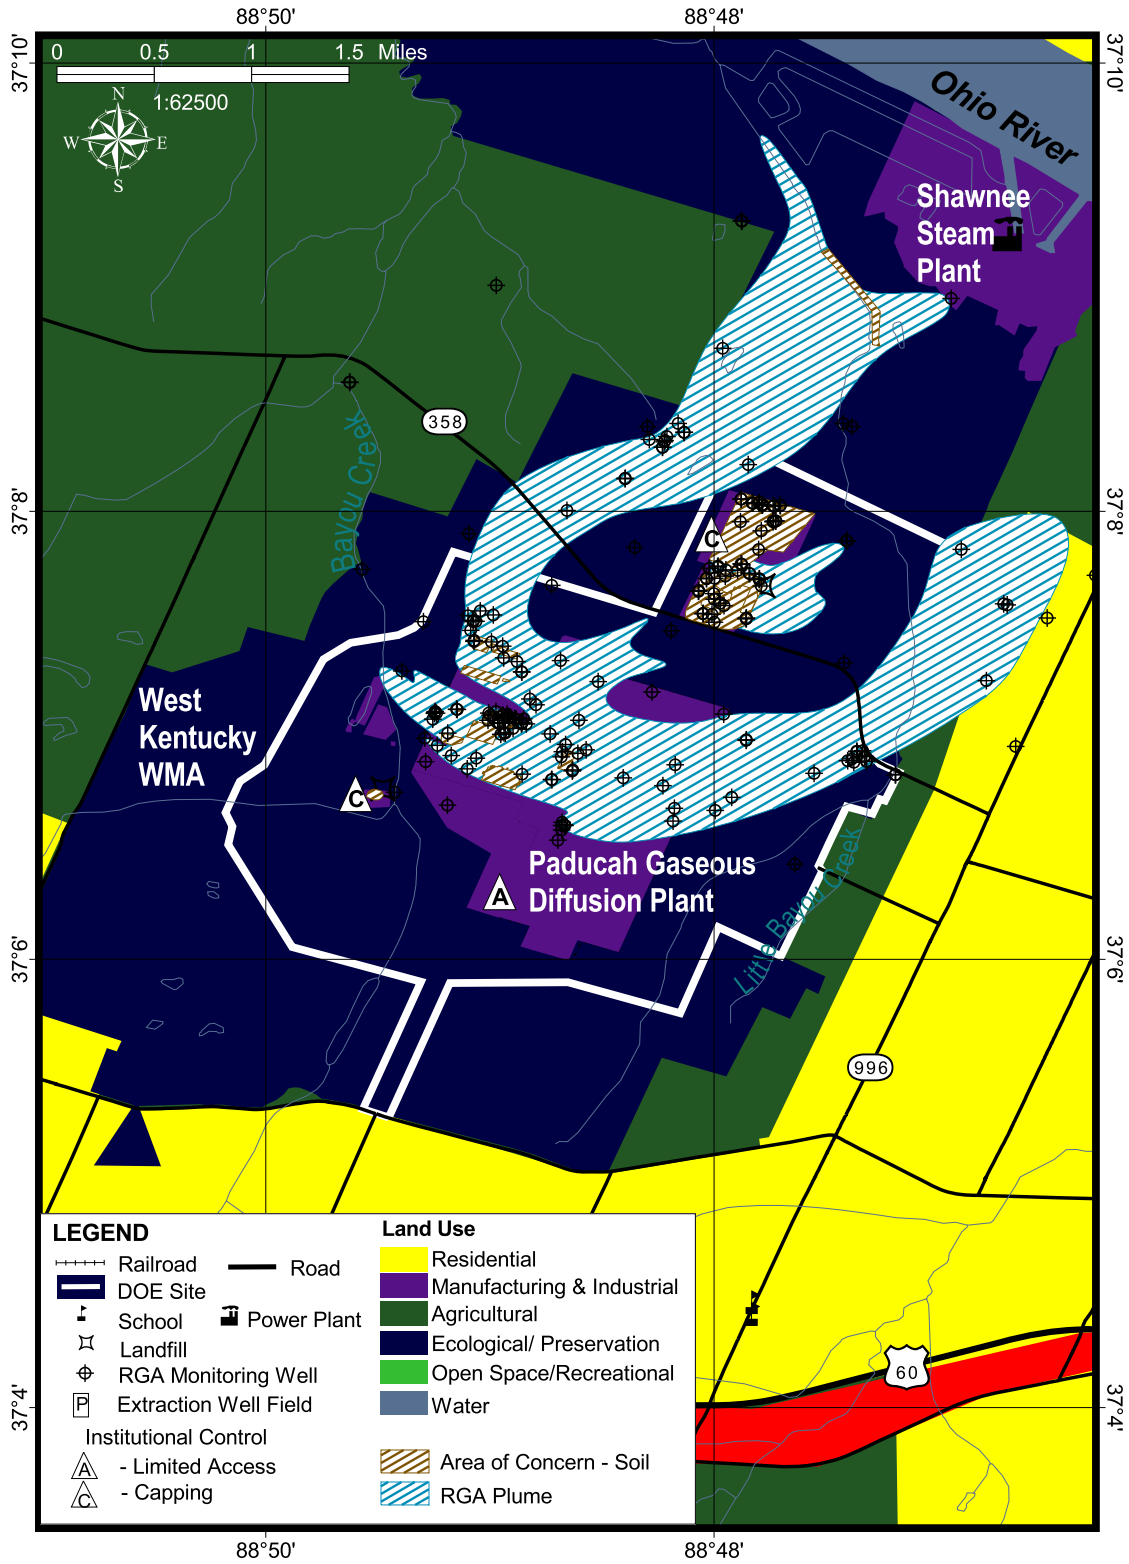 88°50'
88°48'
37°10'
37°10'
0 0.5 1 1.5 Miles
1:62500
N
W E
S
Ohio River
Shawnee
Steam
Plant
358
Bayou Creek
37°8'
37°8'
C
West
Kentucky
WMA
C
Paducah Gaseous
Diffusion Plant
A
Little Bayou Creek
37°6'
37°6'
996
LEGEND
Railroad
Road
DOE Site
School
Power Plant
Landfill
RGA Monitoring Well
P Extraction Well Field
Institutional Control
A - Limited Access
C - Capping
Land Use
Residential
Manufacturing & Industrial
Agricultural
Ecological/ Preservation
Open Space/Recreational
Water
Area of Concern - Soil
RGA Plume
60
37°4'
37°4'
88°50'
88°48'